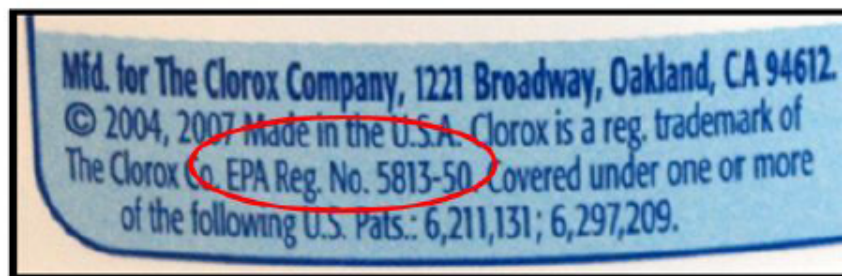 Mfd. for The Clorox Company, 1221 Broadway, Oakland, CA 94612.
© 2004, 2007 Made in the U.S.A. Clorox is a reg. trademark of
The Clorox Co. EPA Reg. No. 5813-50. Covered under one or more
of the following U.S. Pats.: 6,211,131; 6,297,209.